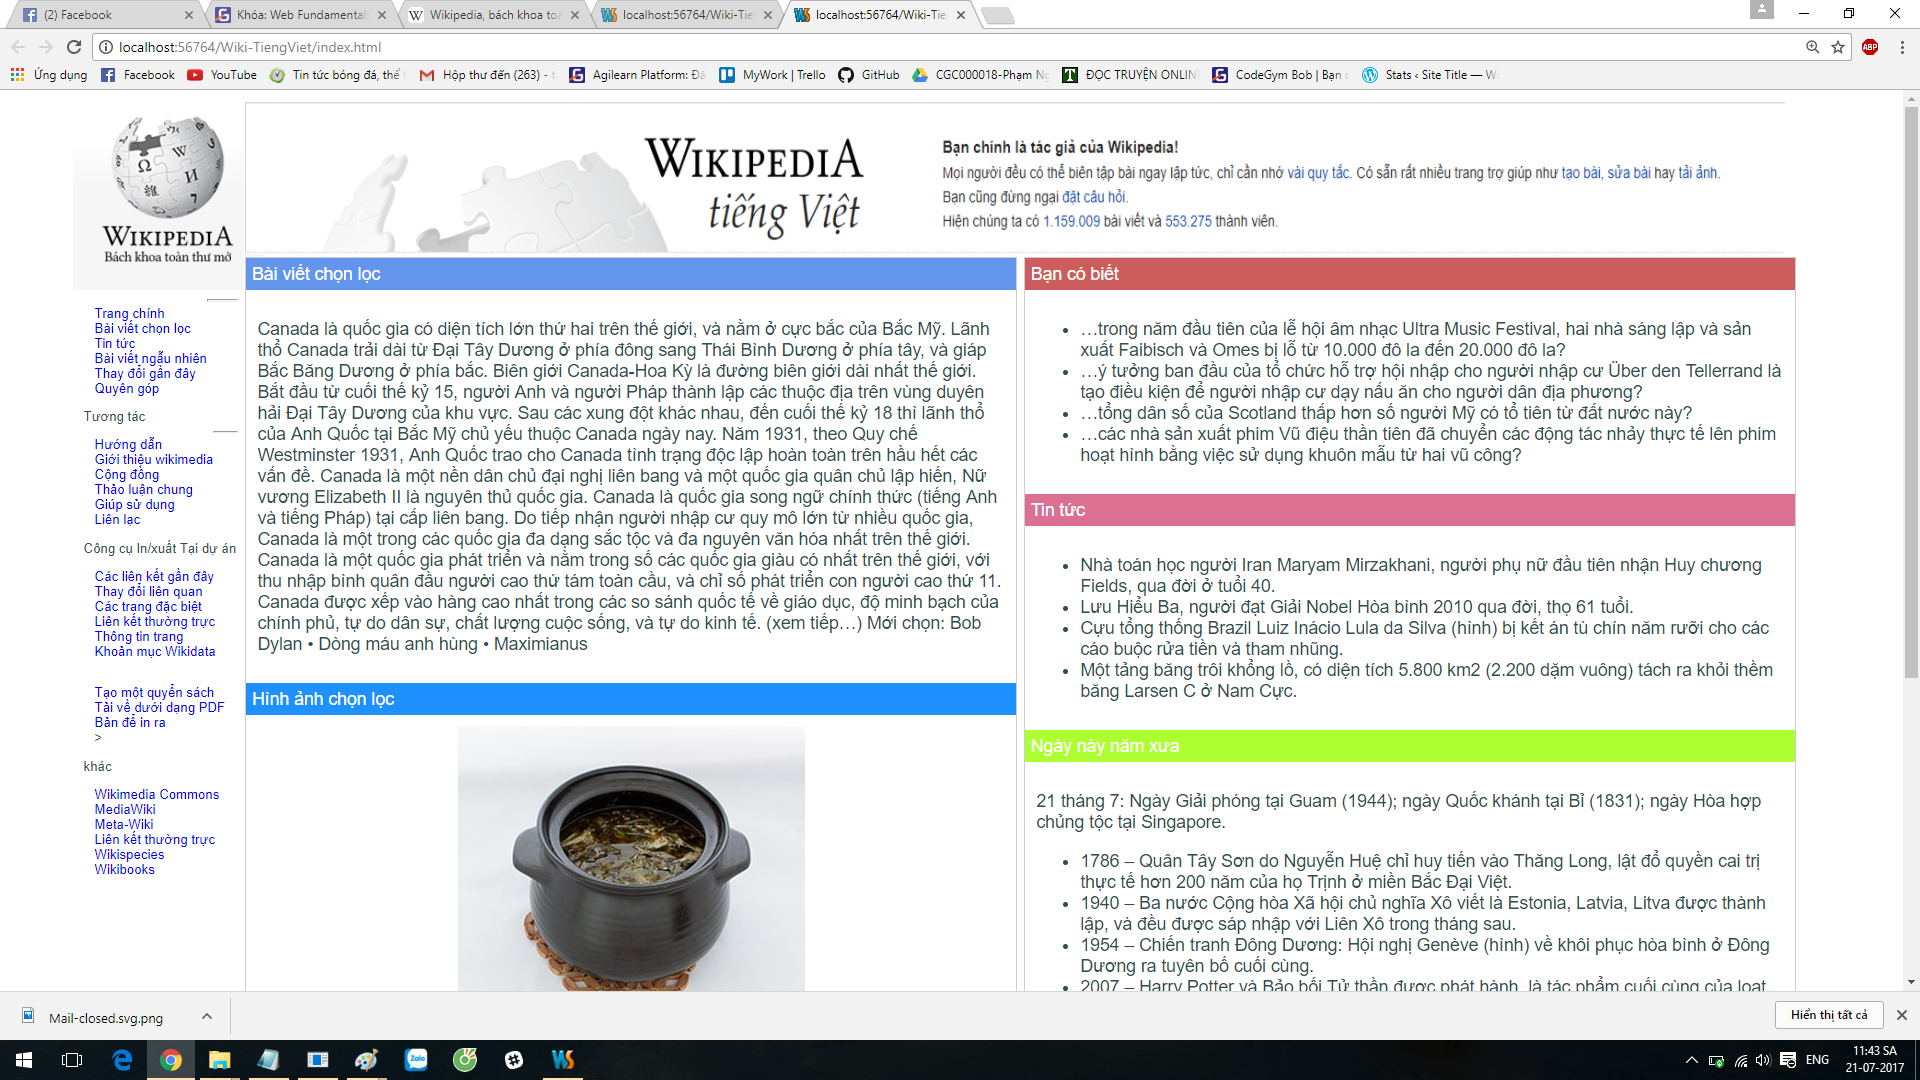 (2) Facebook
Khóa: Web Fundamental
Wikipedia, bách khoa toà
localhost:56764/Wiki-Tie
localhost:56764/Wiki-Tie
localhost:56764/Wiki-TiengViet/index.html
Ứng dụng
Facebook
YouTube
Tin tức bóng đá, thể
Hộp thư đến (263) -
Agilearn Platform: Đă
MyWork | Trello
GitHub
CGC000018-Phạm Ng
ĐỌC TRUYỆN ONLIN
CodeGym Bob | Bạn
Stats ‹ Site Title — W
WIKIPEDIA
Bách khoa toàn thư mở
WIKIPEDIA
tiếng Việt
Bạn chính là tác giả của Wikipedia!
Mọi người đều có thể biên tập bài ngay lập tức, chỉ cần nhớ vài quy tắc. Có sẵn rất nhiều trang trợ giúp như tạo bài, sửa bài hay tải ảnh.
Bạn cũng đừng ngại đặt câu hỏi.
Hiện chúng ta có 1.159.009 bài viết và 553.275 thành viên.
Trang chính
Bài viết chọn lọc
Tin tức
Bài viết ngẫu nhiên
Thay đổi gần đây
Quyên góp
Tương tác
Hướng dẫn
Giới thiệu wikimedia
Cộng đồng
Thảo luận chung
Giúp sử dụng
Liên lạc
Công cụ In/xuất Tại dự án
Các liên kết gần đây
Thay đổi liên quan
Các trang đặc biệt
Liên kết thường trực
Thông tin trang
Khoản mục Wikidata
Tạo một quyển sách
Tải về dưới dạng PDF
Bản để in ra
>
khác
Wikimedia Commons
MediaWiki
Meta-Wiki
Liên kết thường trực
Wikispecies
Wikibooks
Bài viết chọn lọc
Canada là quốc gia có diện tích lớn thứ hai trên thế giới, và nằm ở cực bắc của Bắc Mỹ. Lãnh
thổ Canada trải dài từ Đại Tây Dương ở phía đông sang Thái Bình Dương ở phía tây, và giáp
Bắc Băng Dương ở phía bắc. Biên giới Canada-Hoa Kỳ là đường biên giới dài nhất thế giới.
Bắt đầu từ cuối thế kỷ 15, người Anh và người Pháp thành lập các thuộc địa trên vùng duyên
hải Đại Tây Dương của khu vực. Sau các xung đột khác nhau, đến cuối thế kỷ 18 thì lãnh thổ
của Anh Quốc tại Bắc Mỹ chủ yếu thuộc Canada ngày nay. Năm 1931, theo Quy chế
Westminster 1931, Anh Quốc trao cho Canada tình trạng độc lập hoàn toàn trên hầu hết các
vấn đề. Canada là một nền dân chủ đại nghị liên bang và một quốc gia quân chủ lập hiến, Nữ
vương Elizabeth II là nguyên thủ quốc gia. Canada là quốc gia song ngữ chính thức (tiếng Anh
và tiếng Pháp) tại cấp liên bang. Do tiếp nhận người nhập cư quy mô lớn từ nhiều quốc gia,
Canada là một trong các quốc gia đa dạng sắc tộc và đa nguyên văn hóa nhất trên thế giới.
Canada là một quốc gia phát triển và nằm trong số các quốc gia giàu có nhất trên thế giới, với
thu nhập bình quân đầu người cao thứ tám toàn cầu, và chỉ số phát triển con người cao thứ 11.
Canada được xếp vào hàng cao nhất trong các so sánh quốc tế về giáo dục, độ minh bạch của
chính phủ, tự do dân sự, chất lượng cuộc sống, và tự do kinh tế. (xem tiếp…) Mới chọn: Bob
Dylan • Dòng máu anh hùng • Maximianus
Hình ảnh chọn lọc
Bạn có biết
• …trong năm đầu tiên của lễ hội âm nhạc Ultra Music Festival, hai nhà sáng lập và sản
xuất Faibisch và Omes bị lỗ từ 10.000 đô la đến 20.000 đô la?
• …ý tưởng ban đầu của tổ chức hỗ trợ hội nhập cho người nhập cư Über den Tellerrand là
tạo điều kiện để người nhập cư dạy nấu ăn cho người dân địa phương?
• …tổng dân số của Scotland thấp hơn số người Mỹ có tổ tiên từ đất nước này?
• …các nhà sản xuất phim Vũ điệu thần tiên đã chuyển các động tác nhảy thực tế lên phim
hoạt hình bằng việc sử dụng khuôn mẫu từ hai vũ công?
Tin tức
• Nhà toán học người Iran Maryam Mirzakhani, người phụ nữ đầu tiên nhận Huy chương
Fields, qua đời ở tuổi 40.
• Lưu Hiểu Ba, người đạt Giải Nobel Hòa bình 2010 qua đời, thọ 61 tuổi.
• Cựu tổng thống Brazil Luiz Inácio Lula da Silva (hình) bị kết án tù chín năm rưỡi cho các
cáo buộc rửa tiền và tham nhũng.
• Một tảng băng trôi khổng lồ, có diện tích 5.800 km2 (2.200 dặm vuông) tách ra khỏi thềm
băng Larsen C ở Nam Cực.
Ngày này năm xưa
21 tháng 7: Ngày Giải phóng tại Guam (1944); ngày Quốc khánh tại Bỉ (1831); ngày Hòa hợp
chủng tộc tại Singapore.
• 1786 – Quân Tây Sơn do Nguyễn Huệ chỉ huy tiến vào Thăng Long, lật đổ quyền cai trị
thực tế hơn 200 năm của họ Trịnh ở miền Bắc Đại Việt.
• 1940 – Ba nước Cộng hòa Xã hội chủ nghĩa Xô viết là Estonia, Latvia, Litva được thành
lập, và đều được sáp nhập với Liên Xô trong tháng sau.
• 1954 – Chiến tranh Đông Dương: Hội nghị Genève (hình) về khôi phục hòa bình ở Đông
Dương ra tuyên bố cuối cùng.
• 2007 – Harry Potter và Bảo bối Tử thần được phát hành, là tác phẩm cuối cùng của loạt
Mail-closed.svg.png
Hiển thị tất cả
Zalo
ENG
11:43 SA
21-07-2017